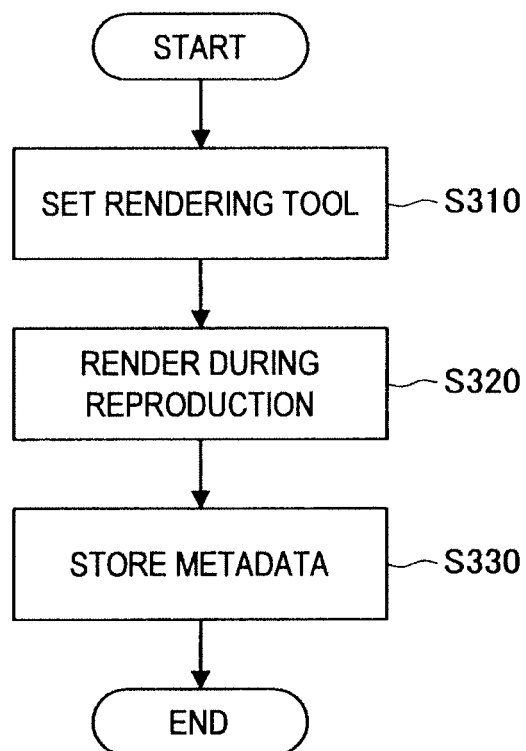 START
SET RENDERING TOOL
S310
RENDER DURING
REPRODUCTION
S320
STORE METADATA
S330
END